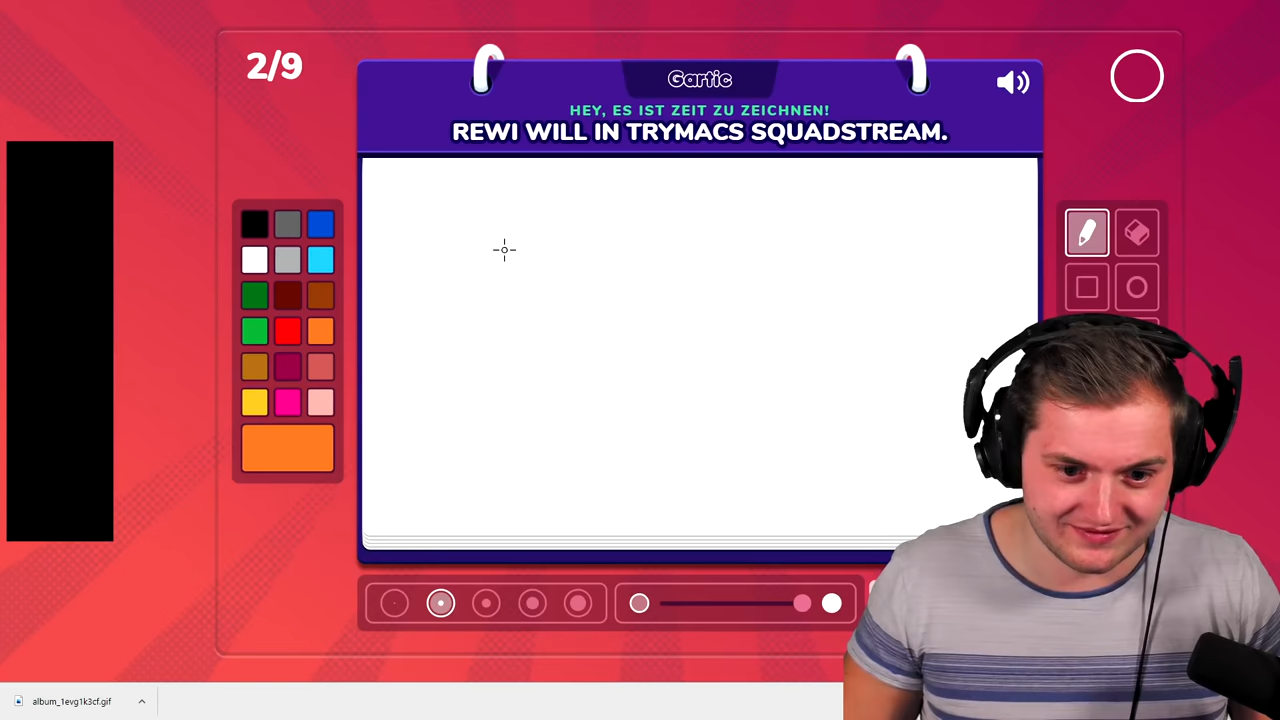 2/9
Gartic
HEY, ES IST ZEIT ZU ZEICHNEN!
REWI WILL IN TRYMACS SQUADSTREAM.
album_1evg1k3cf.gif